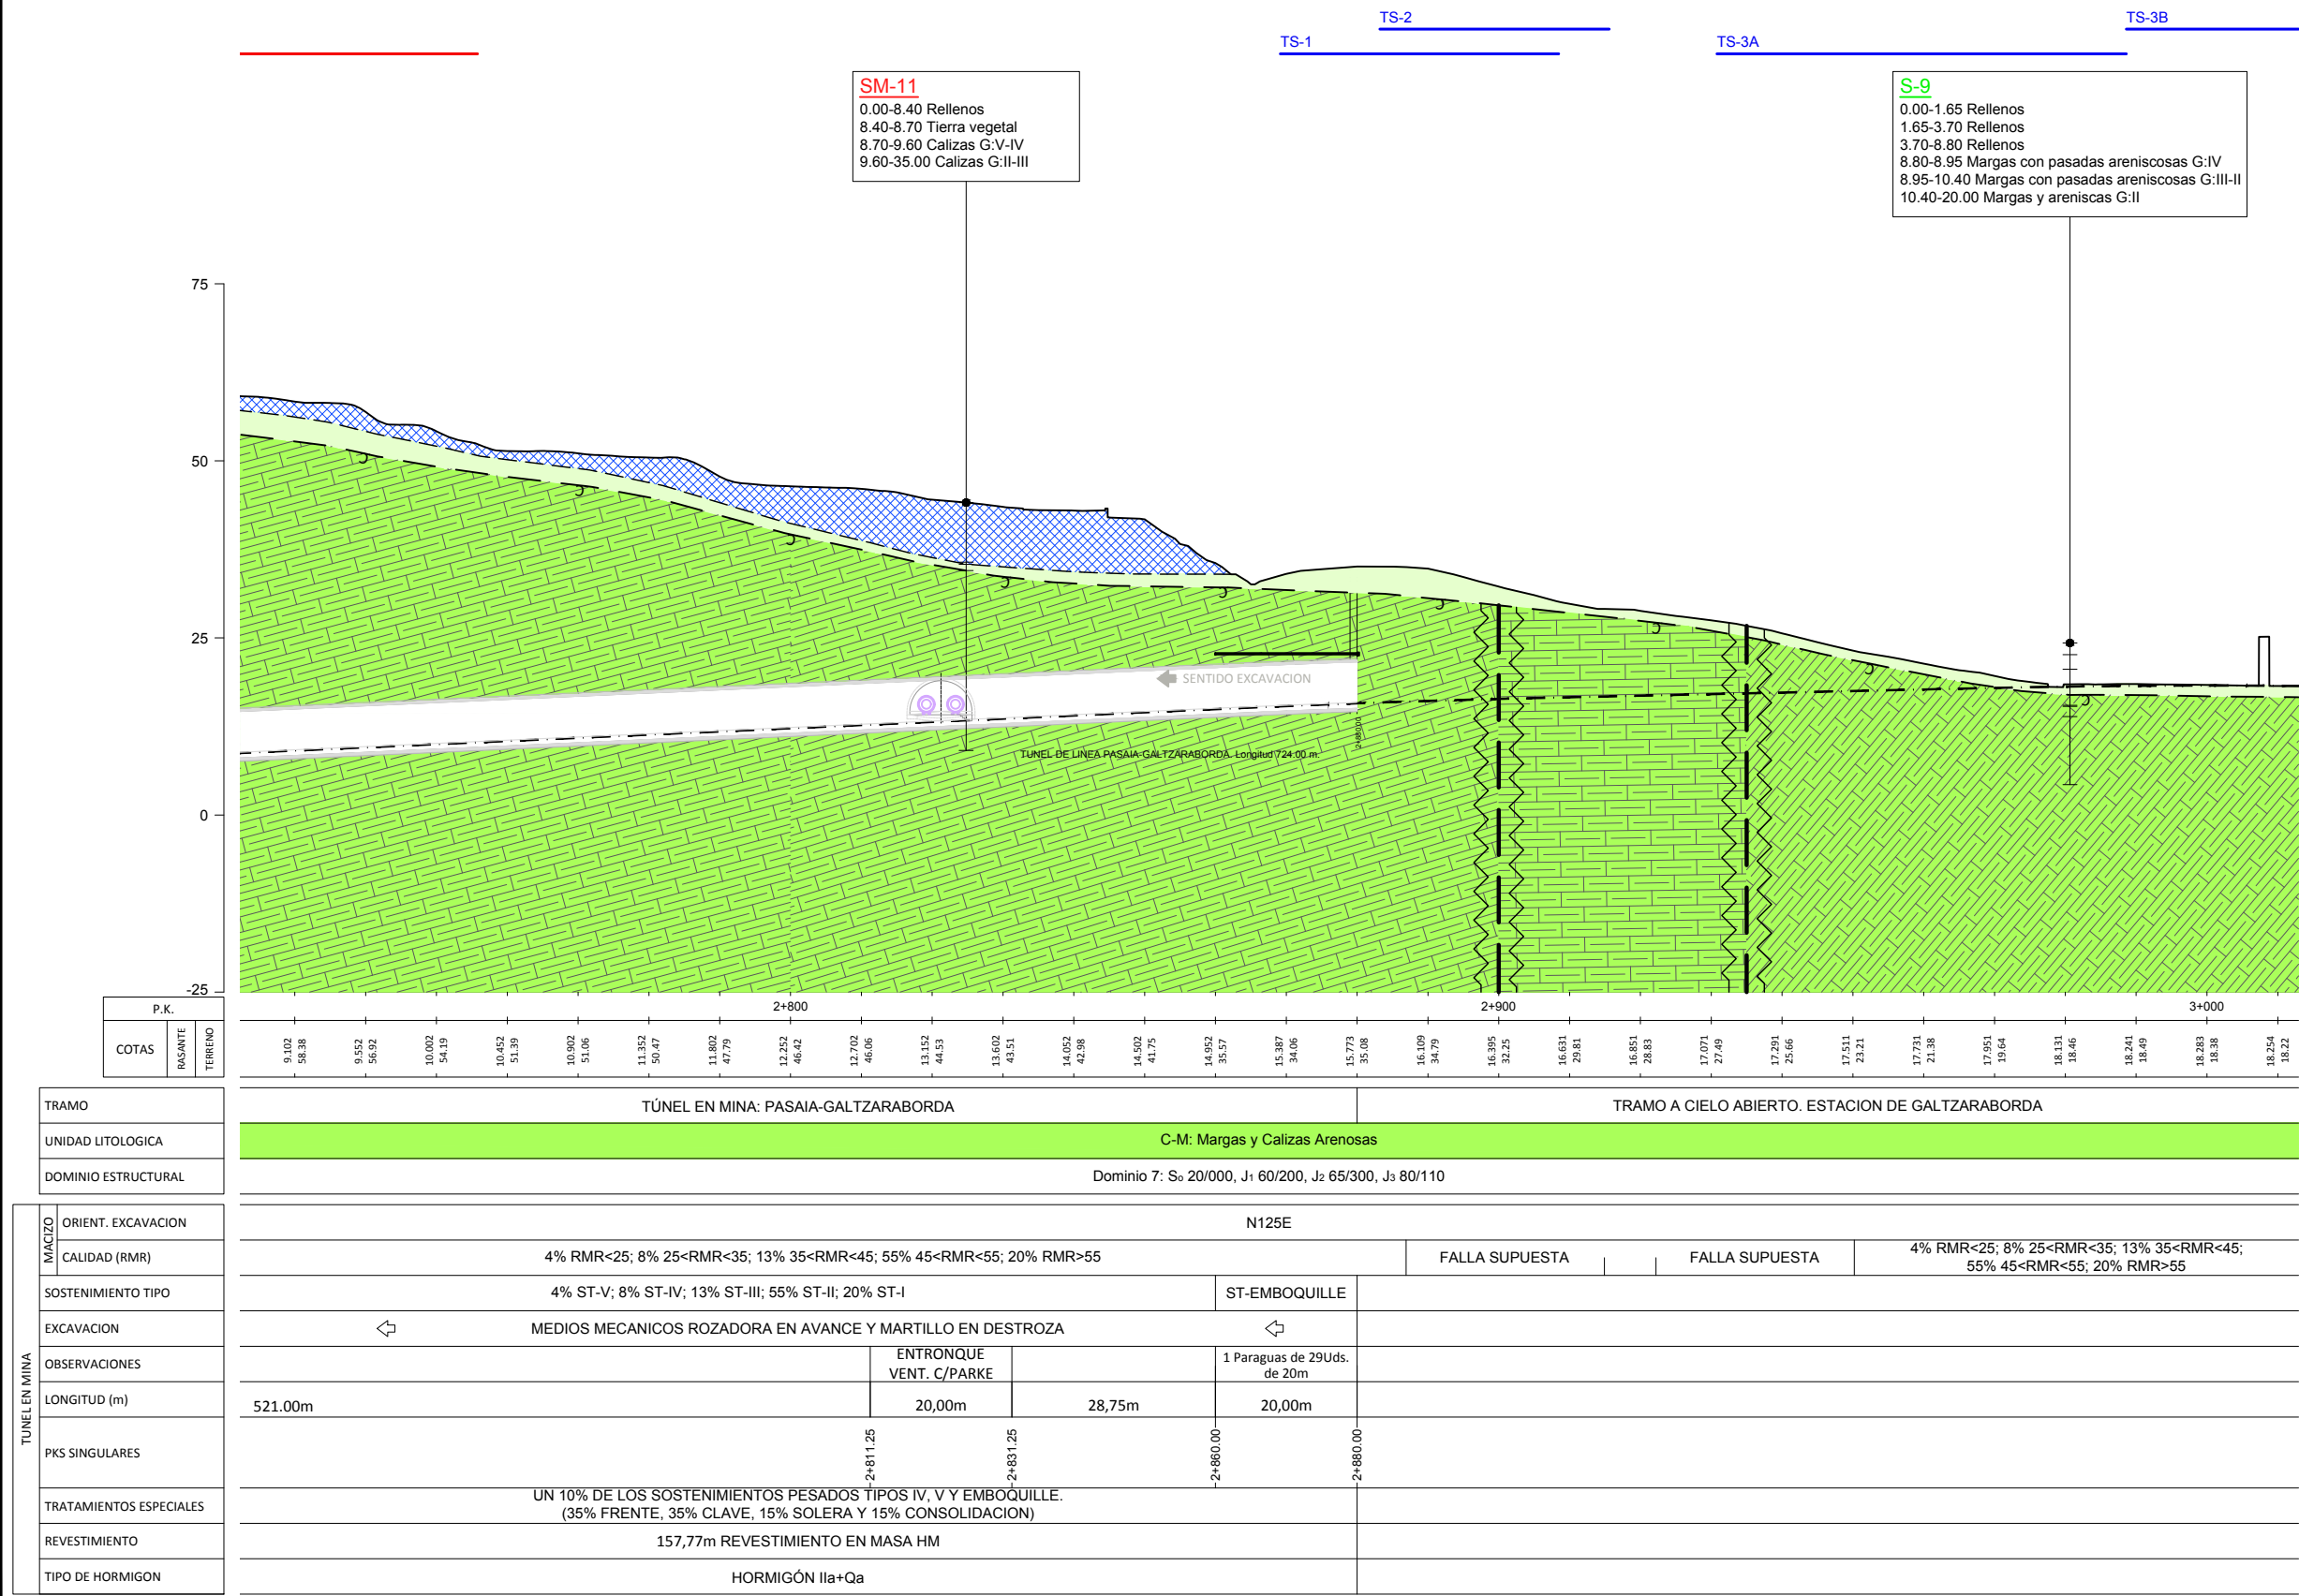 TS-2
TS-3B
TS-1
TS-3A
SM-11
0.00-8.40 Rellenos
8.40-8.70 Tierra vegetal
8.70-9.60 Calizas G:V-IV
9.60-35.00 Calizas G:II-III
S-9
0.00-1.65 Rellenos
1.65-3.70 Rellenos
3.70-8.80 Rellenos
8.80-8.95 Margas con pasadas areniscosas G:IV
8.95-10.40 Margas con pasadas areniscosas G:III-II
10.40-20.00 Margas y areniscas G:II
75
50
25
0
-25
SENTIDO EXCAVACION
2+880.00
TUNEL DE LINEA PASAIA-GALTZARABORDA. Longitud 724.00 m.
P.K.
2+800
2+900
3+000
COTAS
RASANTE
TERRENO
9.102
58.38
9.552
56.92
10.002
54.19
10.452
51.39
10.902
51.06
11.352
50.47
11.802
47.79
12.252
46.42
12.702
46.06
13.152
44.53
13.602
43.51
14.052
42.98
14.502
41.75
14.952
35.57
15.387
34.06
15.773
35.08
16.109
34.79
16.395
32.25
16.631
29.81
16.851
28.83
17.071
27.49
17.291
25.66
17.511
23.21
17.731
21.38
17.951
19.64
18.131
18.46
18.241
18.49
18.283
18.38
18.254
18.22
TRAMO
TÚNEL EN MINA: PASAIA-GALTZARABORDA
TRAMO A CIELO ABIERTO. ESTACION DE GALTZARABORDA
UNIDAD LITOLOGICA
C-M: Margas y Calizas Arenosas
DOMINIO ESTRUCTURAL
Dominio 7: S₀ 20/000, J₁ 60/200, J₂ 65/300, J₃ 80/110
TUNEL EN MINA
MACIZO
ORIENT. EXCAVACION
N125E
CALIDAD (RMR)
4% RMR<25; 8% 25<RMR<35; 13% 35<RMR<45; 55% 45<RMR<55; 20% RMR>55
FALLA SUPUESTA
FALLA SUPUESTA
4% RMR<25; 8% 25<RMR<35; 13% 35<RMR<45;
55% 45<RMR<55; 20% RMR>55
SOSTENIMIENTO TIPO
4% ST-V; 8% ST-IV; 13% ST-III; 55% ST-II; 20% ST-I
ST-EMBOQUILLE
EXCAVACION
MEDIOS MECANICOS ROZADORA EN AVANCE Y MARTILLO EN DESTROZA
OBSERVACIONES
ENTRONQUE
VENT. C/PARKE
1 Paraguas de 29Uds.
de 20m
LONGITUD (m)
521.00m
20,00m
28,75m
20,00m
PKS SINGULARES
2+811.25
2+831.25
2+860.00
2+880.00
TRATAMIENTOS ESPECIALES
UN 10% DE LOS SOSTENIMIENTOS PESADOS TIPOS IV, V Y EMBOQUILLE.
(35% FRENTE, 35% CLAVE, 15% SOLERA Y 15% CONSOLIDACION)
REVESTIMIENTO
157,77m REVESTIMIENTO EN MASA HM
TIPO DE HORMIGON
HORMIGÓN IIa+Qa